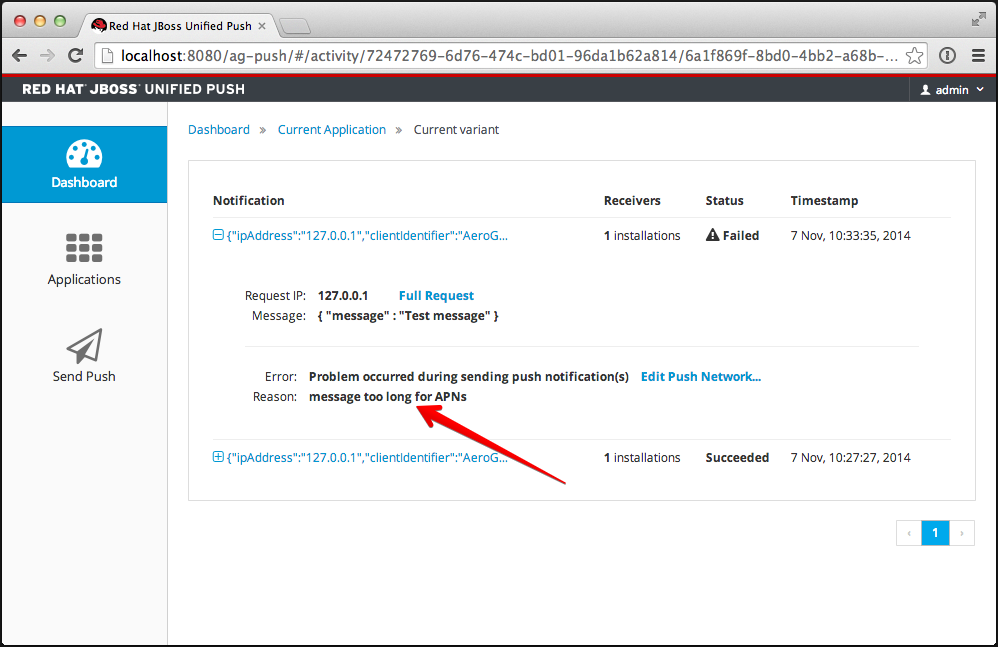 Red Hat JBoss Unified Push
localhost:8080/ag-push/#/activity/72472769-6d76-474c-bd01-96da1b62a814/6a1f869f-8bd0-4bb2-a68b-...
RED HAT JBOSS UNIFIED PUSH
admin
Dashboard » Current Application » Current variant
Dashboard
Applications
Send Push
Notification Receivers Status Timestamp
{"ipAddress":"127.0.0.1","clientIdentifier":"AeroG... 1 installations Failed 7 Nov, 10:33:35, 2014
Request IP: 127.0.0.1 Full Request
Message: { "message" : "Test message" }
Error: Problem occurred during sending push notification(s) Edit Push Network...
Reason: message too long for APNs
{"ipAddress":"127.0.0.1","clientIdentifier":"AeroG... 1 installations Succeeded 7 Nov, 10:27:27, 2014
‹ 1 ›